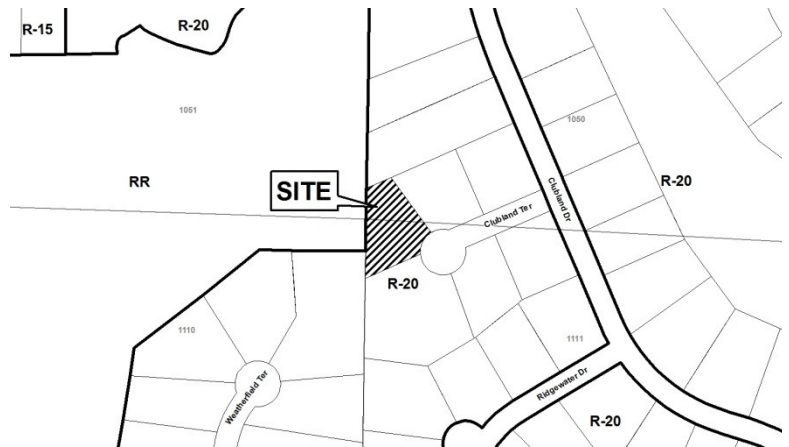 R-15
R-20
1051
1050
RR
SITE
R-20
Clubland Dr
Clubland Ter
R-20
1110
1111
Weatherfield Ter
Ridgewater Dr
R-20